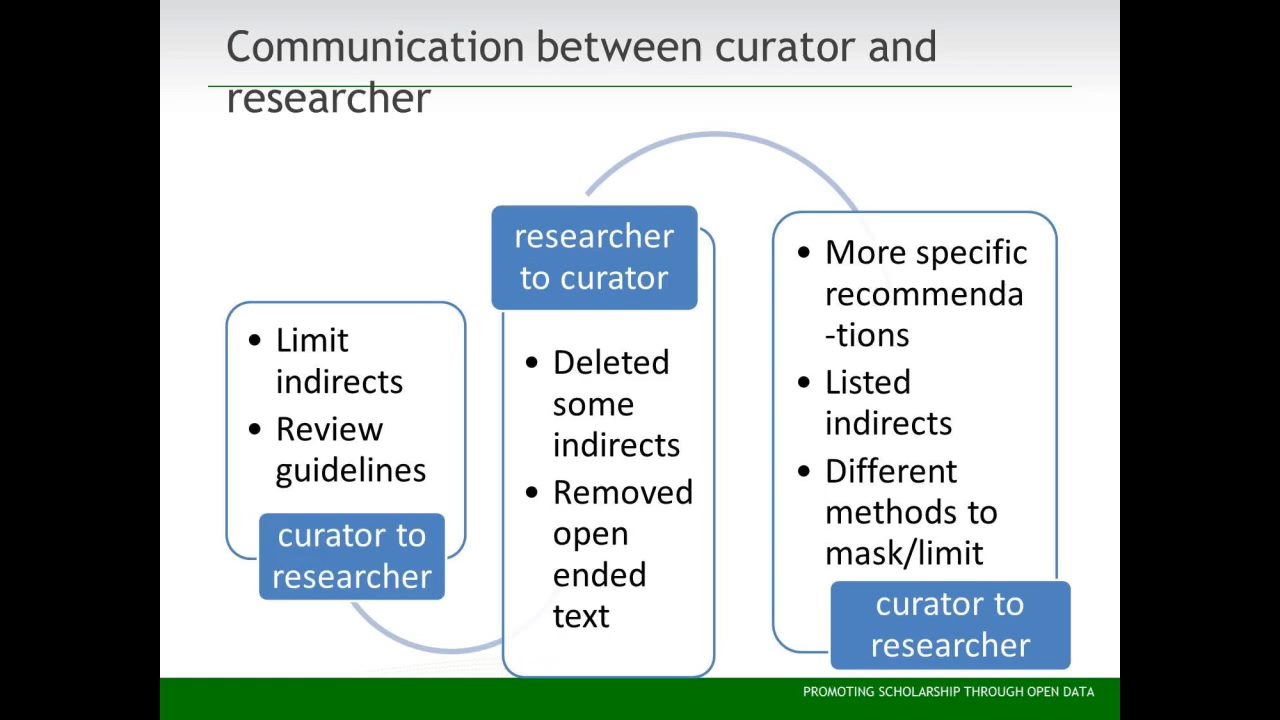 Communication between curator and
researcher
• Limit
indirects
• Review
guidelines
curator to
researcher
researcher
to curator
• Deleted
some
indirects
• Removed
open
ended
text
• More specific
recommenda
-tions
• Listed
indirects
• Different
methods to
mask/limit
curator to
researcher
PROMOTING SCHOLARSHIP THROUGH OPEN DATA